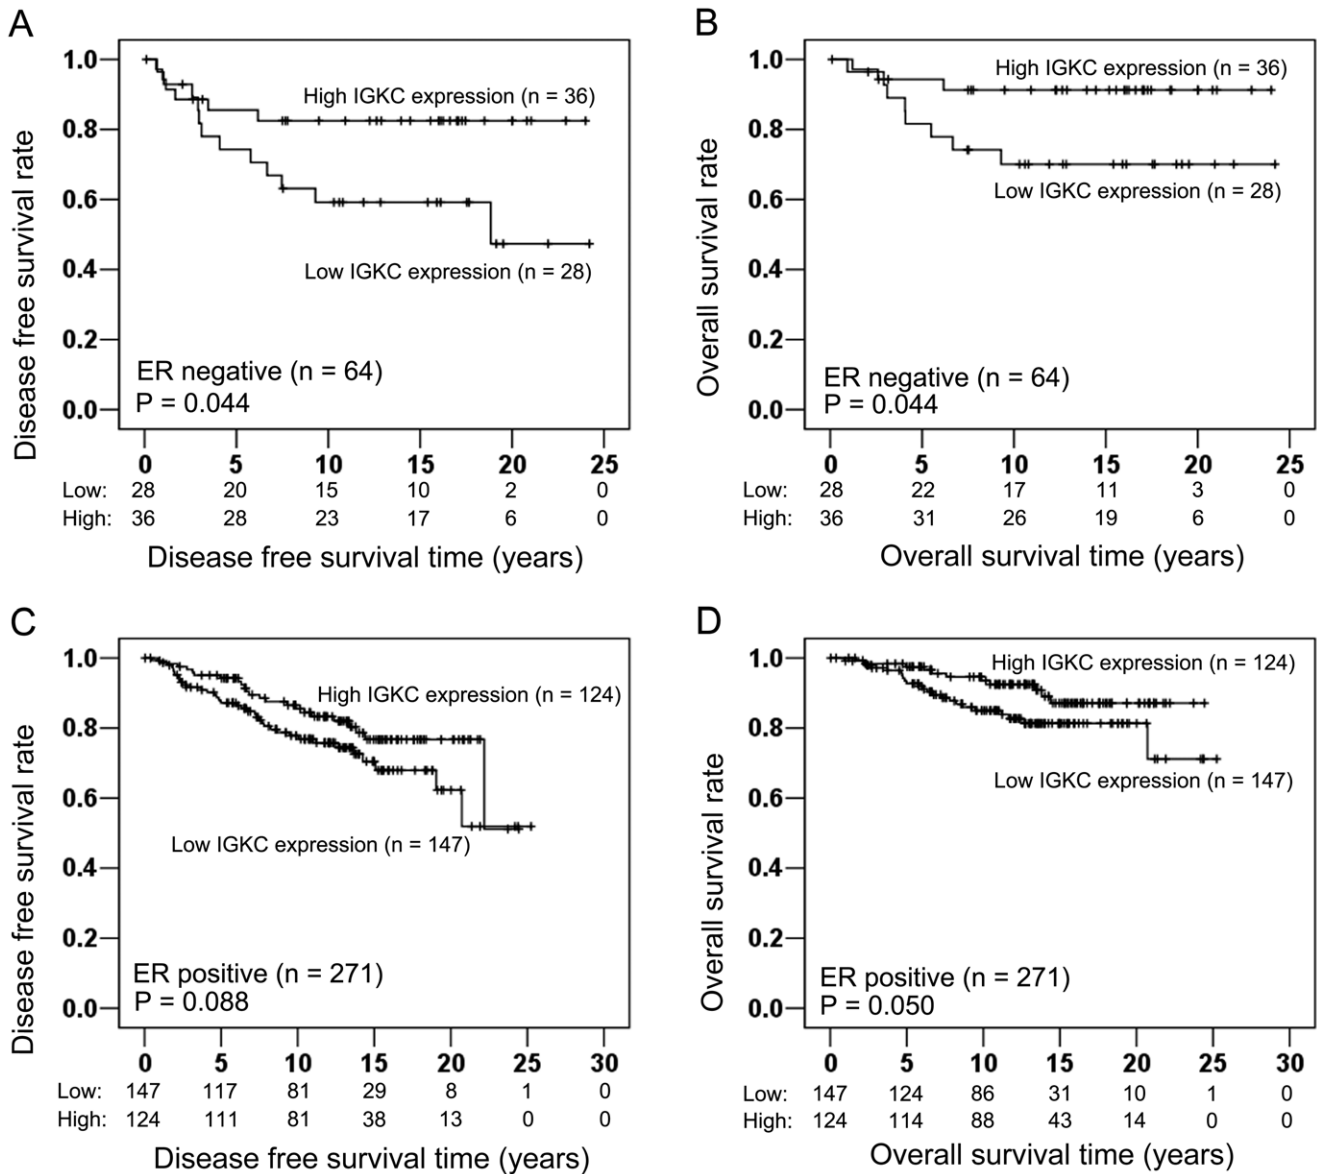 A
Disease free survival rate
1.0
0.8
0.6
0.4
0.2
0.0
High IGKC expression (n = 36)
Low IGKC expression (n = 28)
ER negative (n = 64)
P = 0.044
0 5 10 15 20 25
Low: 28 20 15 10 2 0
High: 36 28 23 17 6 0
Disease free survival time (years)
B
Overall survival rate
1.0
0.8
0.6
0.4
0.2
0.0
High IGKC expression (n = 36)
Low IGKC expression (n = 28)
ER negative (n = 64)
P = 0.044
0 5 10 15 20 25
Low: 28 22 17 11 3 0
High: 36 31 26 19 6 0
Overall survival time (years)
C
Disease free survival rate
1.0
0.8
0.6
0.4
0.2
0.0
High IGKC expression (n = 124)
Low IGKC expression (n = 147)
ER positive (n = 271)
P = 0.088
0 5 10 15 20 25 30
Low: 147 117 81 29 8 1 0
High: 124 111 81 38 13 0 0
Disease free survival time (years)
D
Overall survival rate
1.0
0.8
0.6
0.4
0.2
0.0
High IGKC expression (n = 124)
Low IGKC expression (n = 147)
ER positive (n = 271)
P = 0.050
0 5 10 15 20 25 30
Low: 147 124 86 31 10 1 0
High: 124 114 88 43 14 0 0
Overall survival time (years)